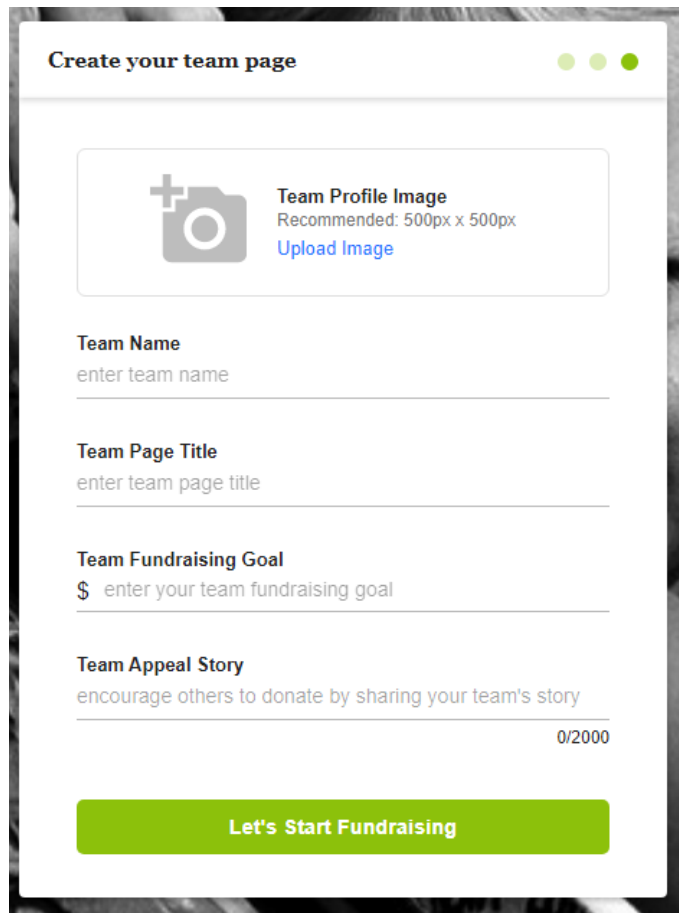 Create your team page
Team Profile Image
Recommended: 500px x 500px
Upload Image
Team Name
enter team name
Team Page Title
enter team page title
Team Fundraising Goal
$ enter your team fundraising goal
Team Appeal Story
encourage others to donate by sharing your team's story
0/2000
Let's Start Fundraising